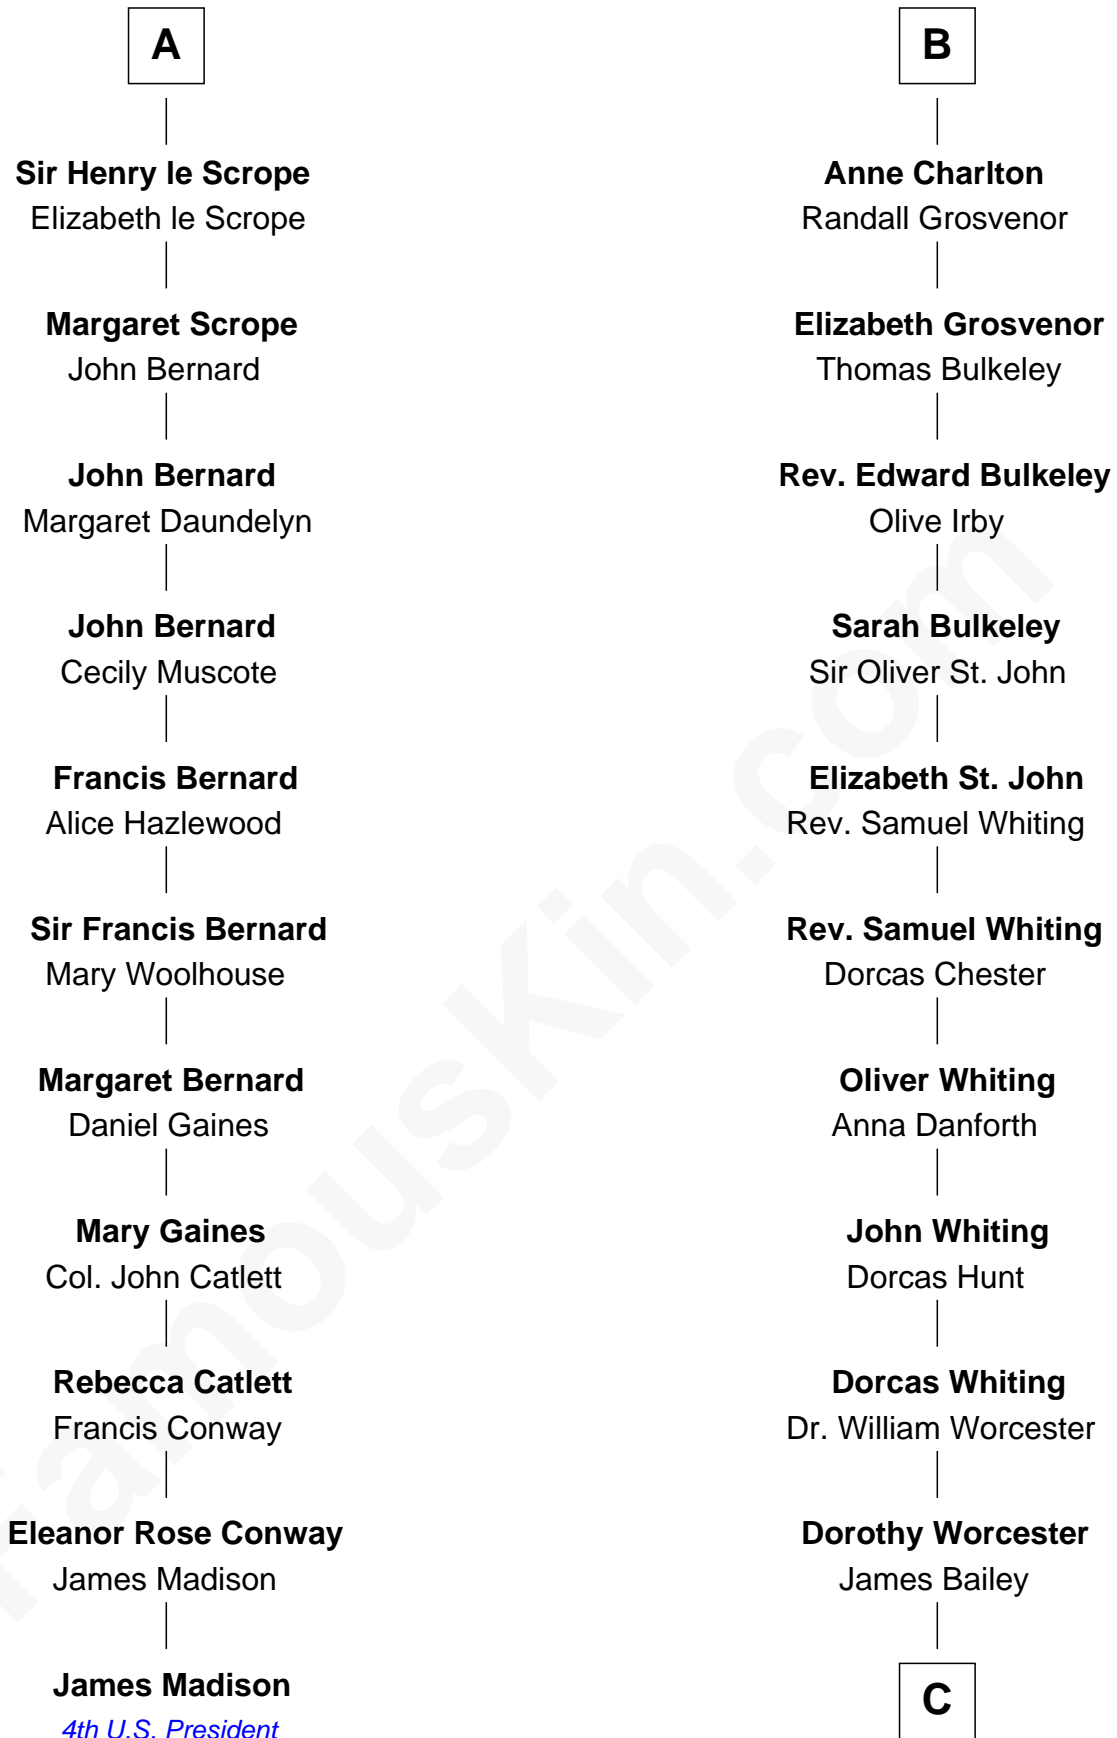 A
Sir Henry le Scrope
Elizabeth le Scrope
Margaret Scrope
John Bernard
John Bernard
Margaret Daundelyn
John Bernard
Cecily Muscote
Francis Bernard
Alice Hazlewood
Sir Francis Bernard
Mary Woolhouse
Margaret Bernard
Daniel Gaines
Mary Gaines
Col. John Catlett
Rebecca Catlett
Francis Conway
Eleanor Rose Conway
James Madison
James Madison
4th U.S. President
B
Anne Charlton
Randall Grosvenor
Elizabeth Grosvenor
Thomas Bulkeley
Rev. Edward Bulkeley
Olive Irby
Sarah Bulkeley
Sir Oliver St. John
Elizabeth St. John
Rev. Samuel Whiting
Rev. Samuel Whiting
Dorcas Chester
Oliver Whiting
Anna Danforth
John Whiting
Dorcas Hunt
Dorcas Whiting
Dr. William Worcester
Dorothy Worcester
James Bailey
C
FamousKin.com